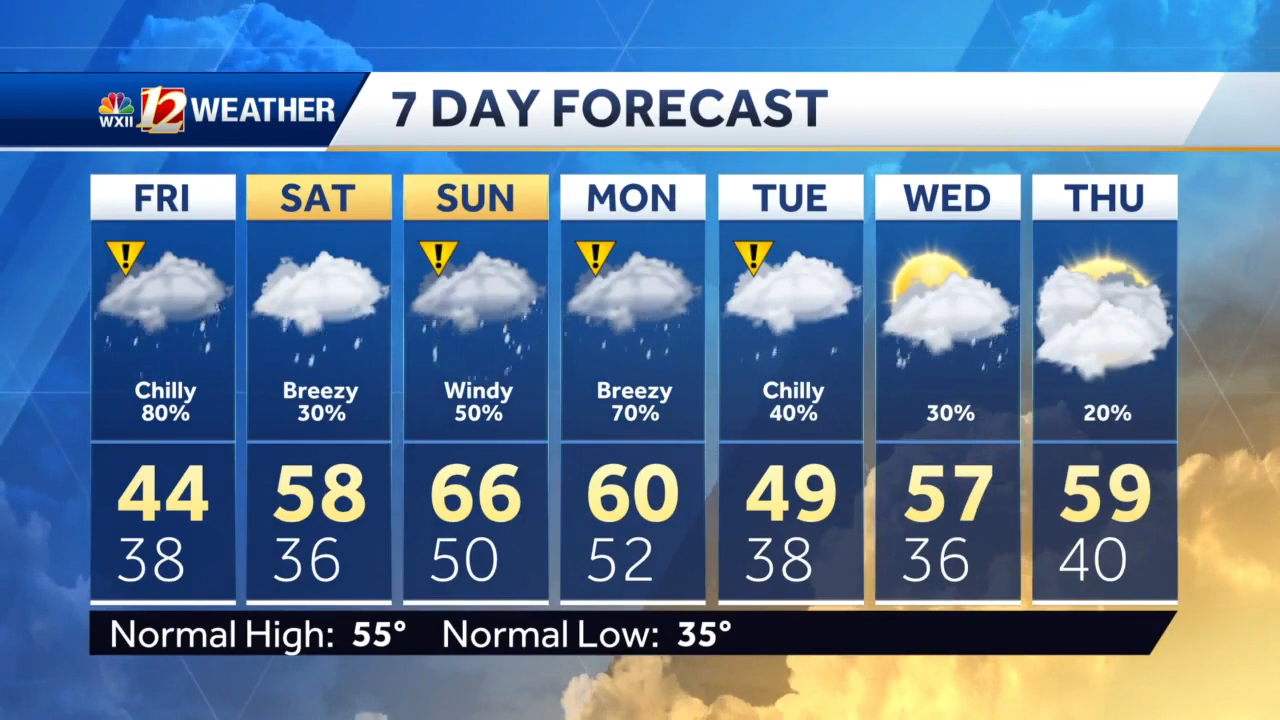 WXII 12 WEATHER
7 DAY FORECAST
FRI SAT SUN MON TUE WED THU
! ! ! !
Chilly Breezy Windy Breezy Chilly
80% 30% 50% 70% 40% 30% 20%
44 58 66 60 49 57 59
38 36 50 52 38 36 40
Normal High: 55° Normal Low: 35°